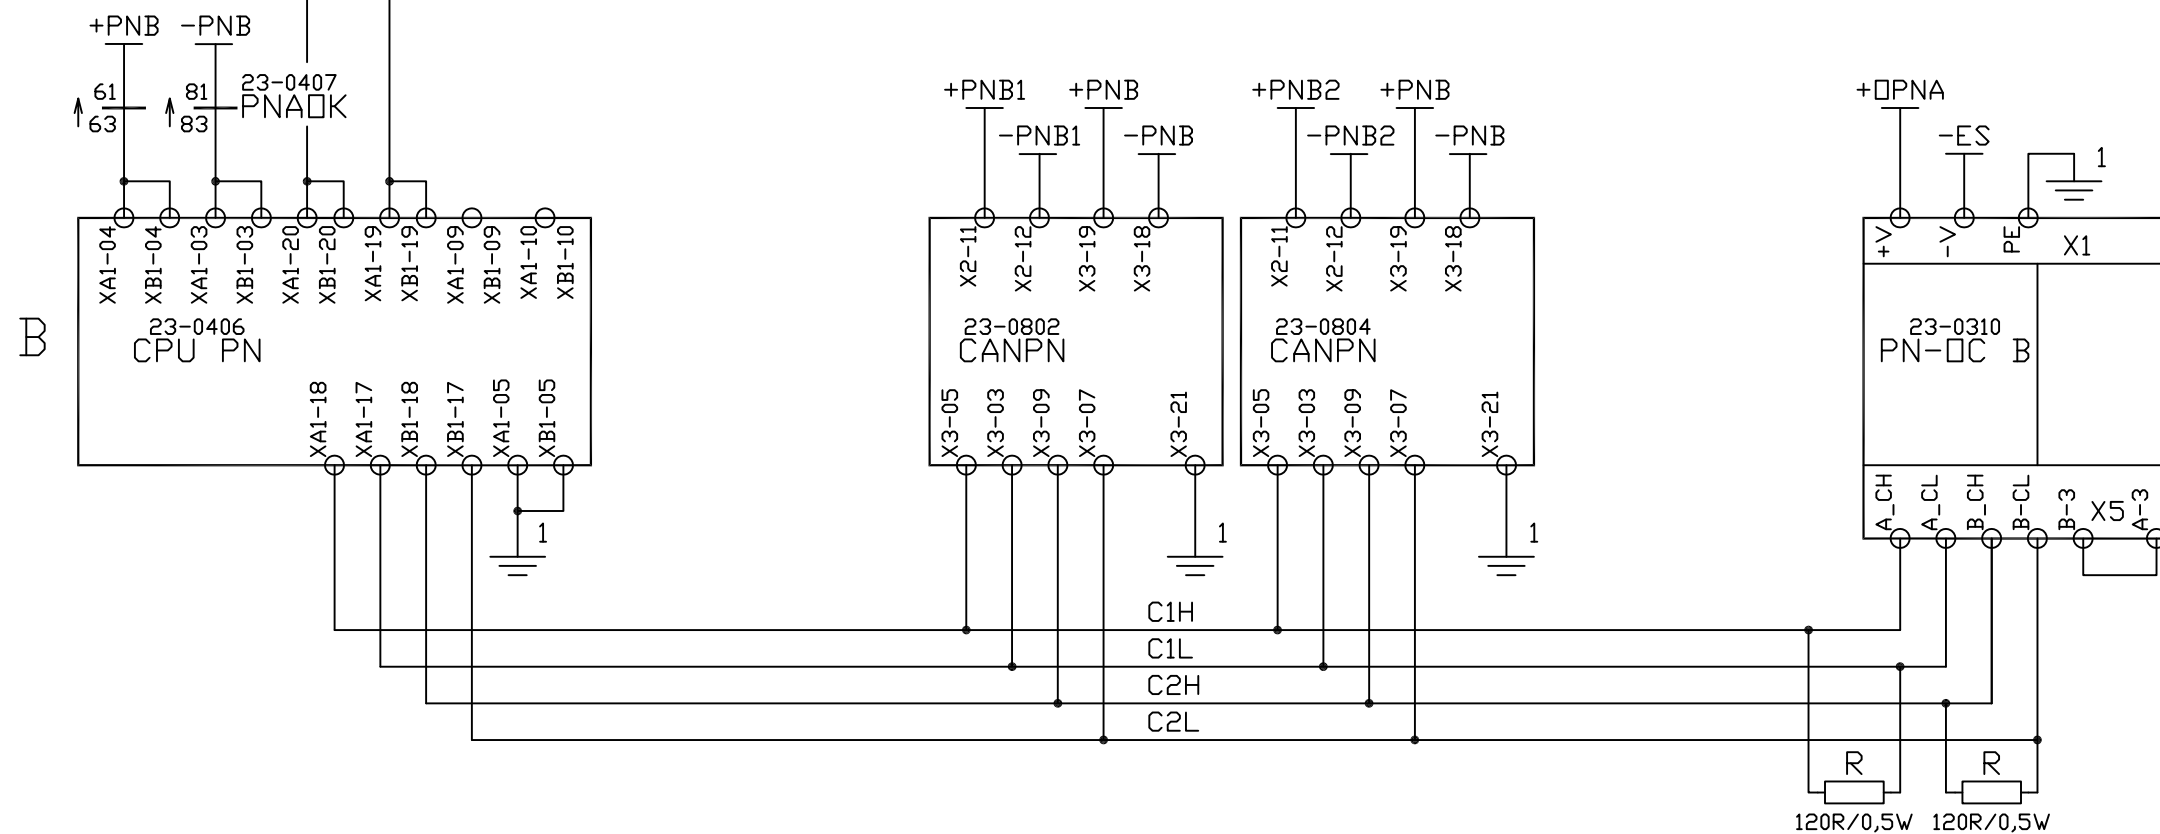 +PNB -PNB
61 81 23-0407
63 83 PNAOK
+PNB1 +PNB +PNB2 +PNB +OPNA
-PNB1 -PNB -PNB2 -PNB -ES 1
XA1-04 XB1-04 XA1-03 XB1-03 XA1-20 XB1-20 XA1-19 XB1-19 XA1-09 XB1-09 XA1-10 XB1-10
X2-11 X2-12 X3-19 X3-18
X2-11 X2-12 X3-19 X3-18
+V -V PE X1
B
23-0406
CPU PN
23-0802
CANPN
23-0804
CANPN
23-0310
PN-OC B
XA1-18 XA1-17 XB1-18 XB1-17 XA1-05 XB1-05
X3-05 X3-03 X3-09 X3-07 X3-21
X3-05 X3-03 X3-09 X3-07 X3-21
A_CH A_CL B_CH B-CL B-3 X5 A-3
1 1 1
C1H
C1L
C2H
C2L
R R
120R/0,5W 120R/0,5W